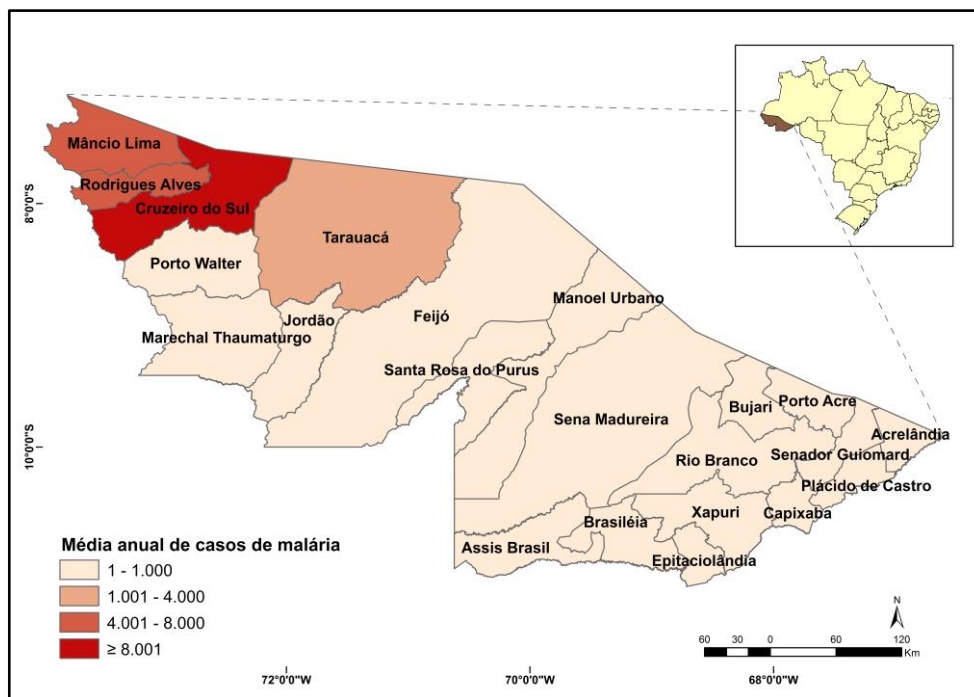 Mâncio Lima
Rodrigues Alves
Cruzeiro do Sul
8°0'0"S
Tarauacá
Porto Walter
Manoel Urbano
Jordão
Feijó
Marechal Thaumaturgo
Santa Rosa do Purus
Porto Acre
Bujari
Sena Madureira
Acrelândia
10°0'0"S
Senador Guiomard
Rio Branco
Plácido de Castro
Xapuri
Capixaba
Brasiléia
Assis Brasil
Epitaciolândia
Média anual de casos de malária
1 - 1.000
1.001 - 4.000
4.001 - 8.000
≥ 8.001
N
60 30 0 60 120
Km
72°0'0"W
70°0'0"W
68°0'0"W